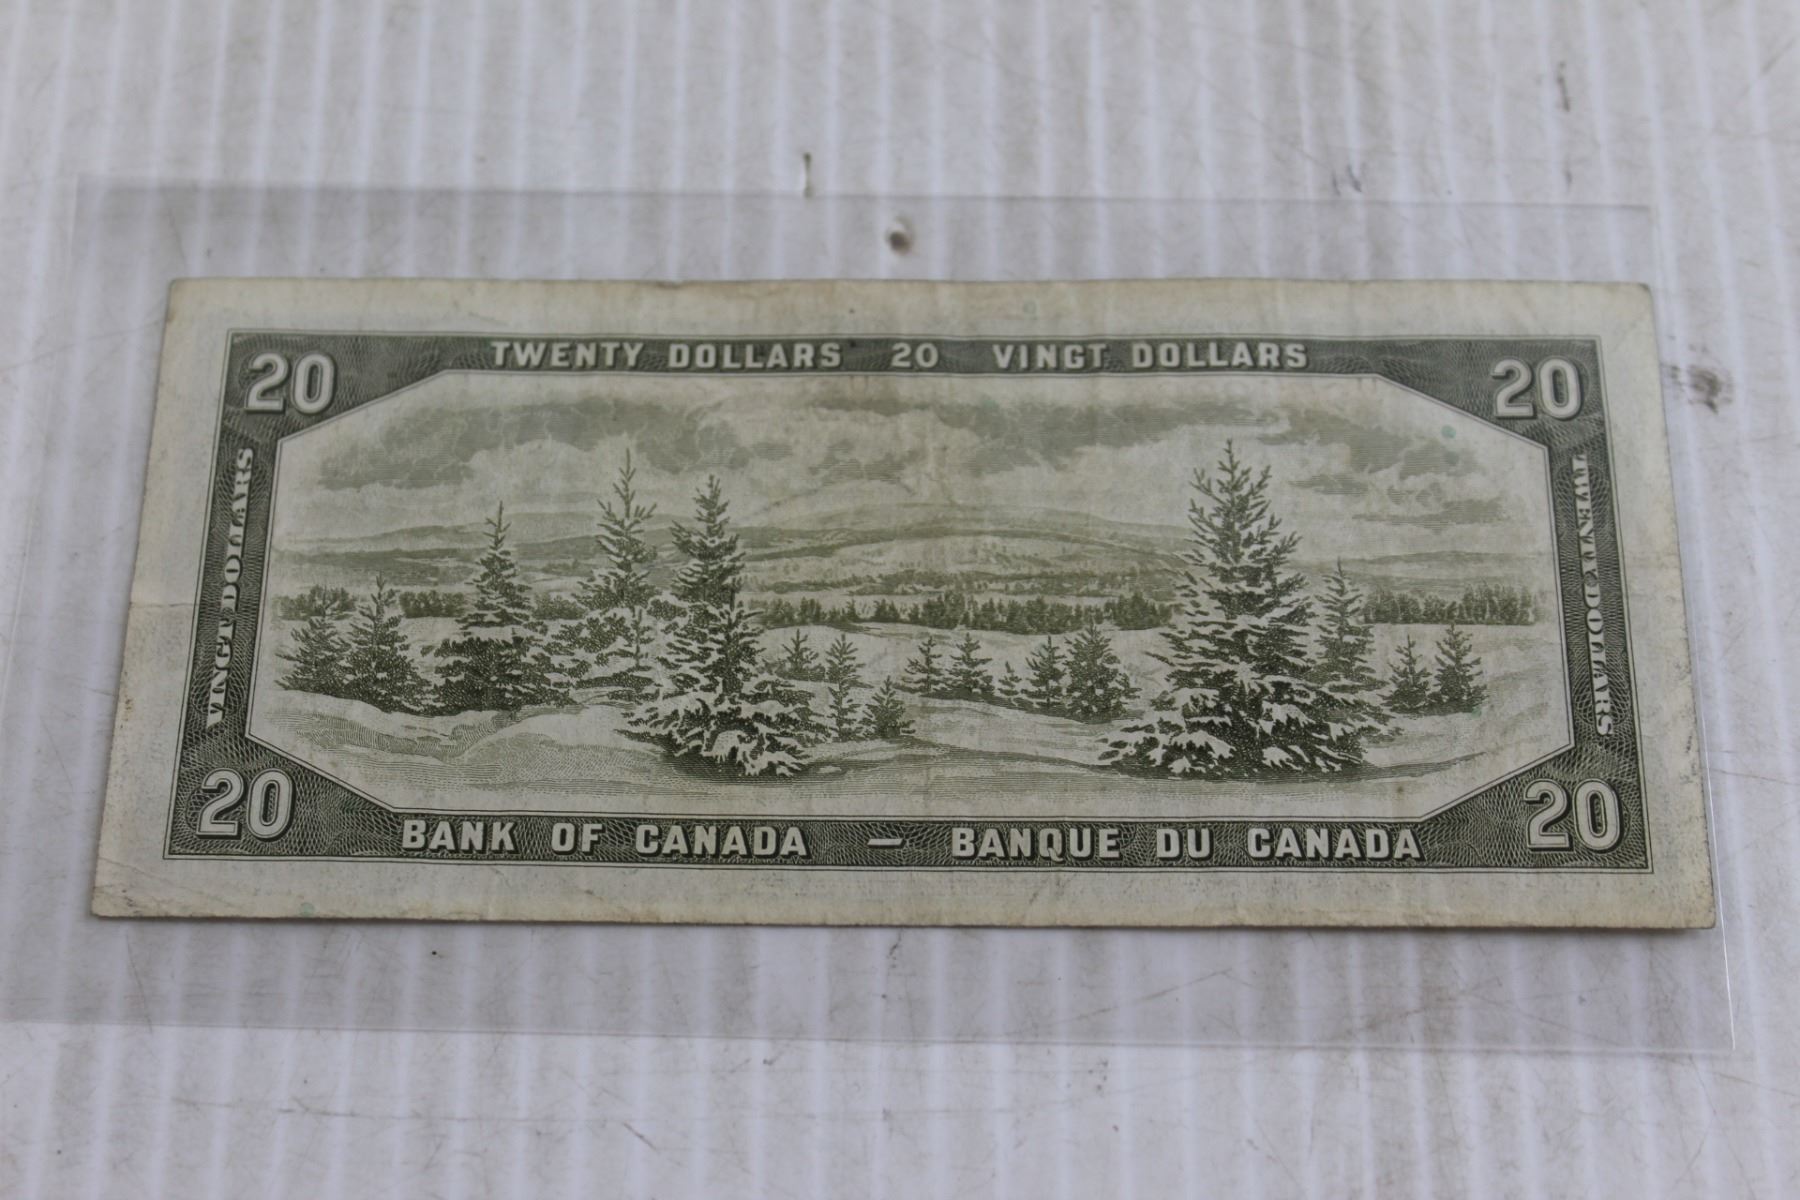 20 TWENTY DOLLARS 20 VINGT DOLLARS 20
VINGT DOLLARS
TWENTY DOLLARS
20 BANK OF CANADA — BANQUE DU CANADA 20